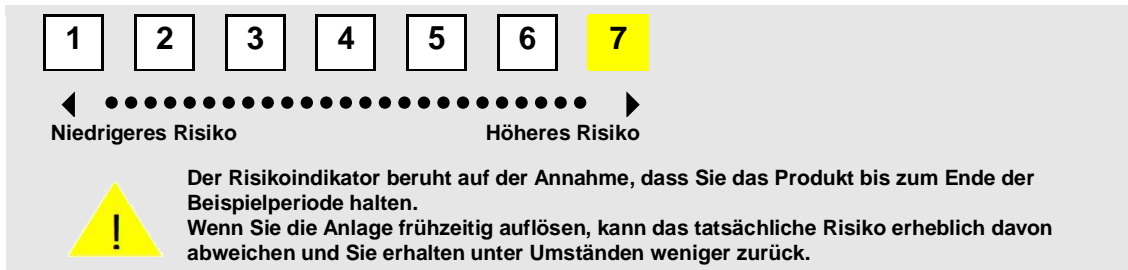 1 2 3 4 5 6 7
Niedrigeres Risiko Höheres Risiko
!
Der Risikoindikator beruht auf der Annahme, dass Sie das Produkt bis zum Ende der
Beispielperiode halten.
Wenn Sie die Anlage frühzeitig auflösen, kann das tatsächliche Risiko erheblich davon
abweichen und Sie erhalten unter Umständen weniger zurück.